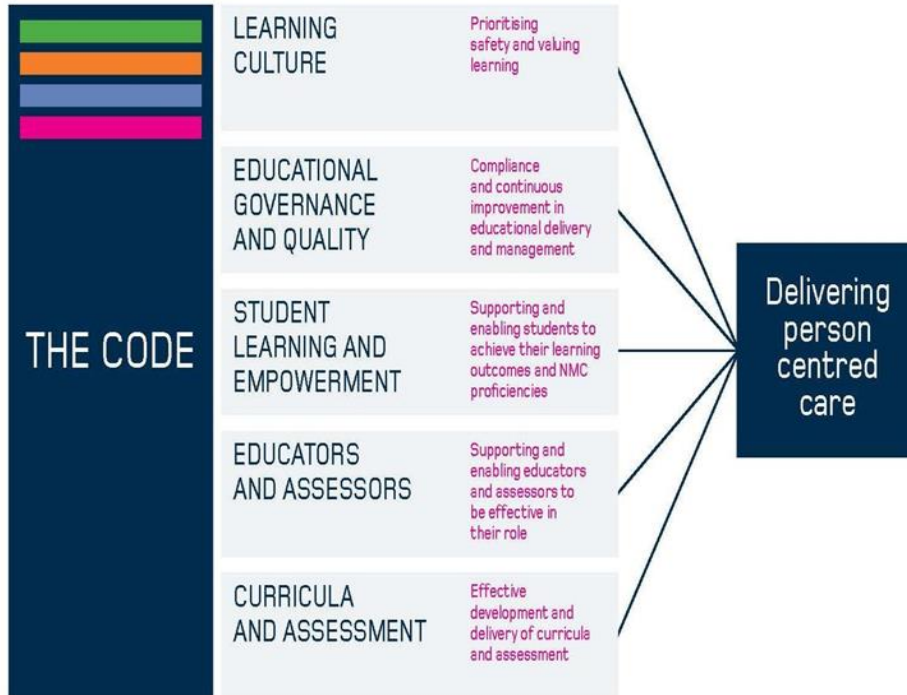 THE CODE
LEARNING
CULTURE
Prioritising
safety and valuing
learning
EDUCATIONAL
GOVERNANCE
AND QUALITY
Compliance
and continuous
improvement in
educational delivery
and management
STUDENT
LEARNING AND
EMPOWERMENT
Supporting and
enabling students to
achieve their learning
outcomes and NMC
proficiencies
EDUCATORS
AND ASSESSORS
Supporting and
enabling educators
and assessors to
be effective in
their role
CURRICULA
AND ASSESSMENT
Effective
development and
delivery of curricula
and assessment
Delivering
person
centred
care